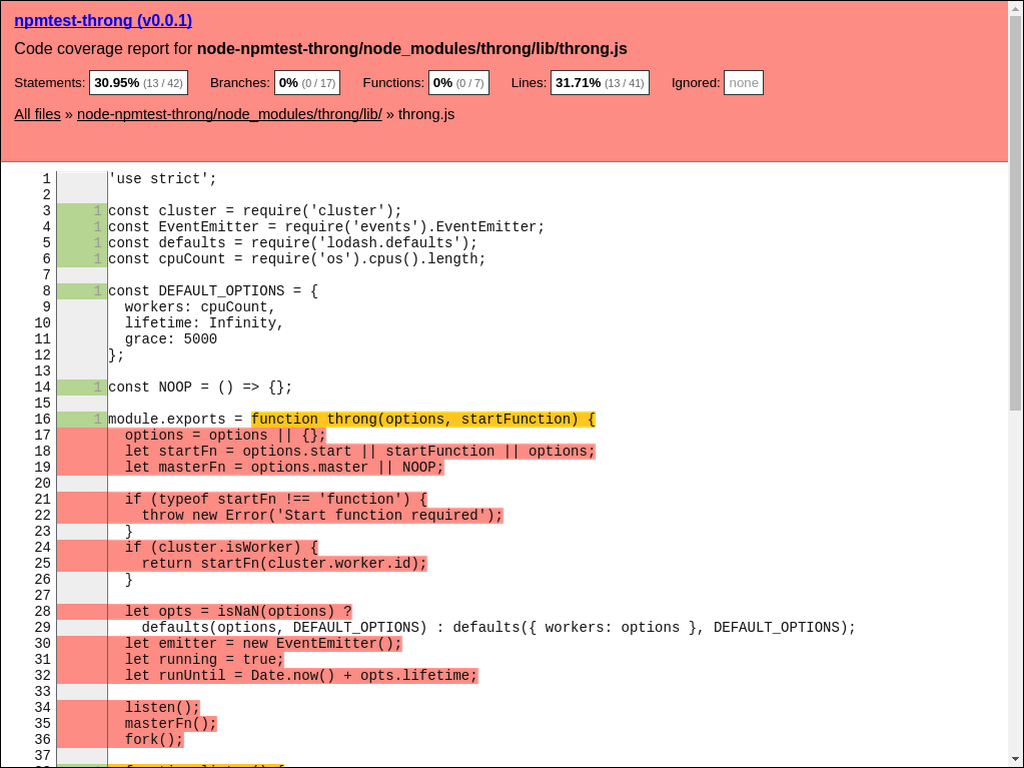 npmtest-throng (v0.0.1)
Code coverage report for node-npmtest-throng/node_modules/throng/lib/throng.js
Statements: 30.95% (13 / 42) Branches: 0% (0 / 17) Functions: 0% (0 / 7) Lines: 31.71% (13 / 41) Ignored: none
All files » node-npmtest-throng/node_modules/throng/lib/ » throng.js
1 'use strict';
2
3 1 const cluster = require('cluster');
4 1 const EventEmitter = require('events').EventEmitter;
5 1 const defaults = require('lodash.defaults');
6 1 const cpuCount = require('os').cpus().length;
7
8 1 const DEFAULT_OPTIONS = {
9   workers: cpuCount,
10   lifetime: Infinity,
11   grace: 5000
12 };
13
14 1 const NOOP = () => {};
15
16 1 module.exports = function throng(options, startFunction) {
17   options = options || {};
18   let startFn = options.start || startFunction || options;
19   let masterFn = options.master || NOOP;
20
21   if (typeof startFn !== 'function') {
22     throw new Error('Start function required');
23   }
24   if (cluster.isWorker) {
25     return startFn(cluster.worker.id);
26   }
27
28   let opts = isNaN(options) ?
29     defaults(options, DEFAULT_OPTIONS) : defaults({ workers: options }, DEFAULT_OPTIONS);
30   let emitter = new EventEmitter();
31   let running = true;
32   let runUntil = Date.now() + opts.lifetime;
33
34   listen();
35   masterFn();
36   fork();
37